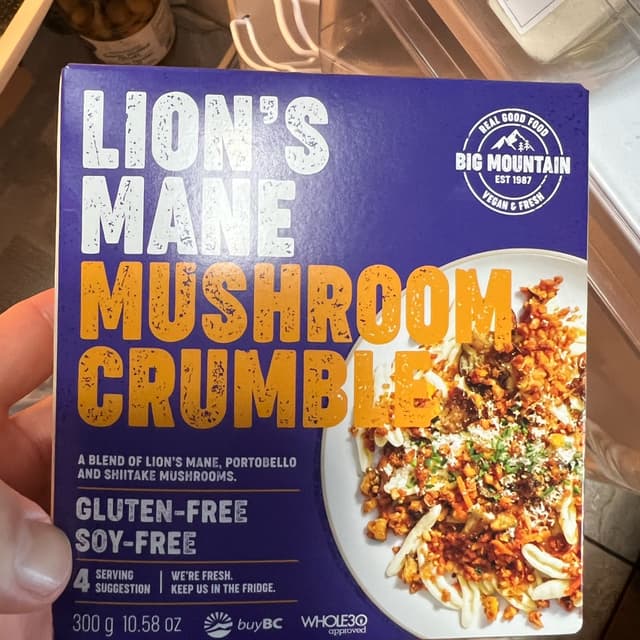 LION'S
MANE
MUSHROOM
CRUMBLE
REAL GOOD FOOD
BIG MOUNTAIN
EST 1987
VEGAN & FRESH
A BLEND OF LION'S MANE, PORTOBELLO
AND SHIITAKE MUSHROOMS.
GLUTEN-FREE
SOY-FREE
4 SERVING
SUGGESTION
WE'RE FRESH.
KEEP US IN THE FRIDGE.
300 g 10.58 oz
buyBC
WHOLE30
approved